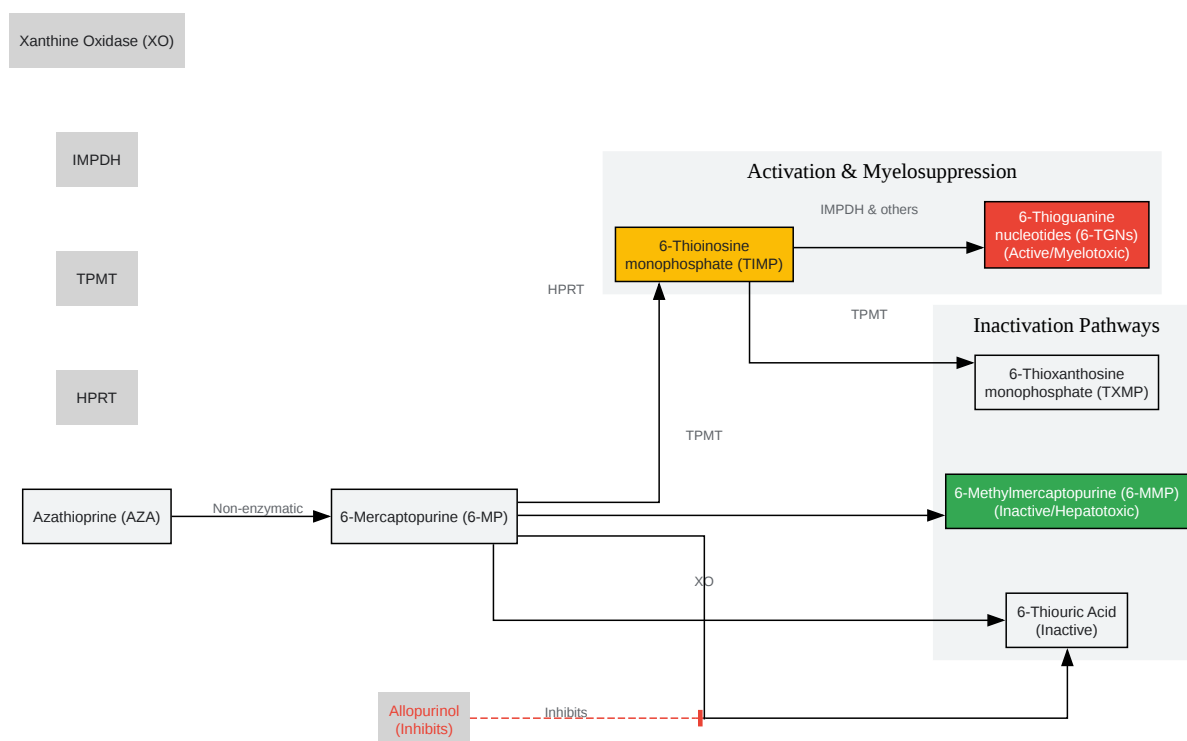 Xanthine Oxidase (XO)
IMPDH
TPMT
HPRT
Activation & Myelosuppression
IMPDH & others
6-Thioinosine
monophosphate (TIMP)
6-Thioguanine
nucleotides (6-TGNs)
(Active/Myelotoxic)
HPRT
TPMT
Inactivation Pathways
6-Thioxanthosine
monophosphate (TXMP)
TPMT
Azathioprine (AZA)
Non-enzymatic
6-Mercaptopurine (6-MP)
6-Methylmercaptopurine (6-MMP)
(Inactive/Hepatotoxic)
XO
6-Thiouric Acid
(Inactive)
Allopurinol
(Inhibits)
Inhibits